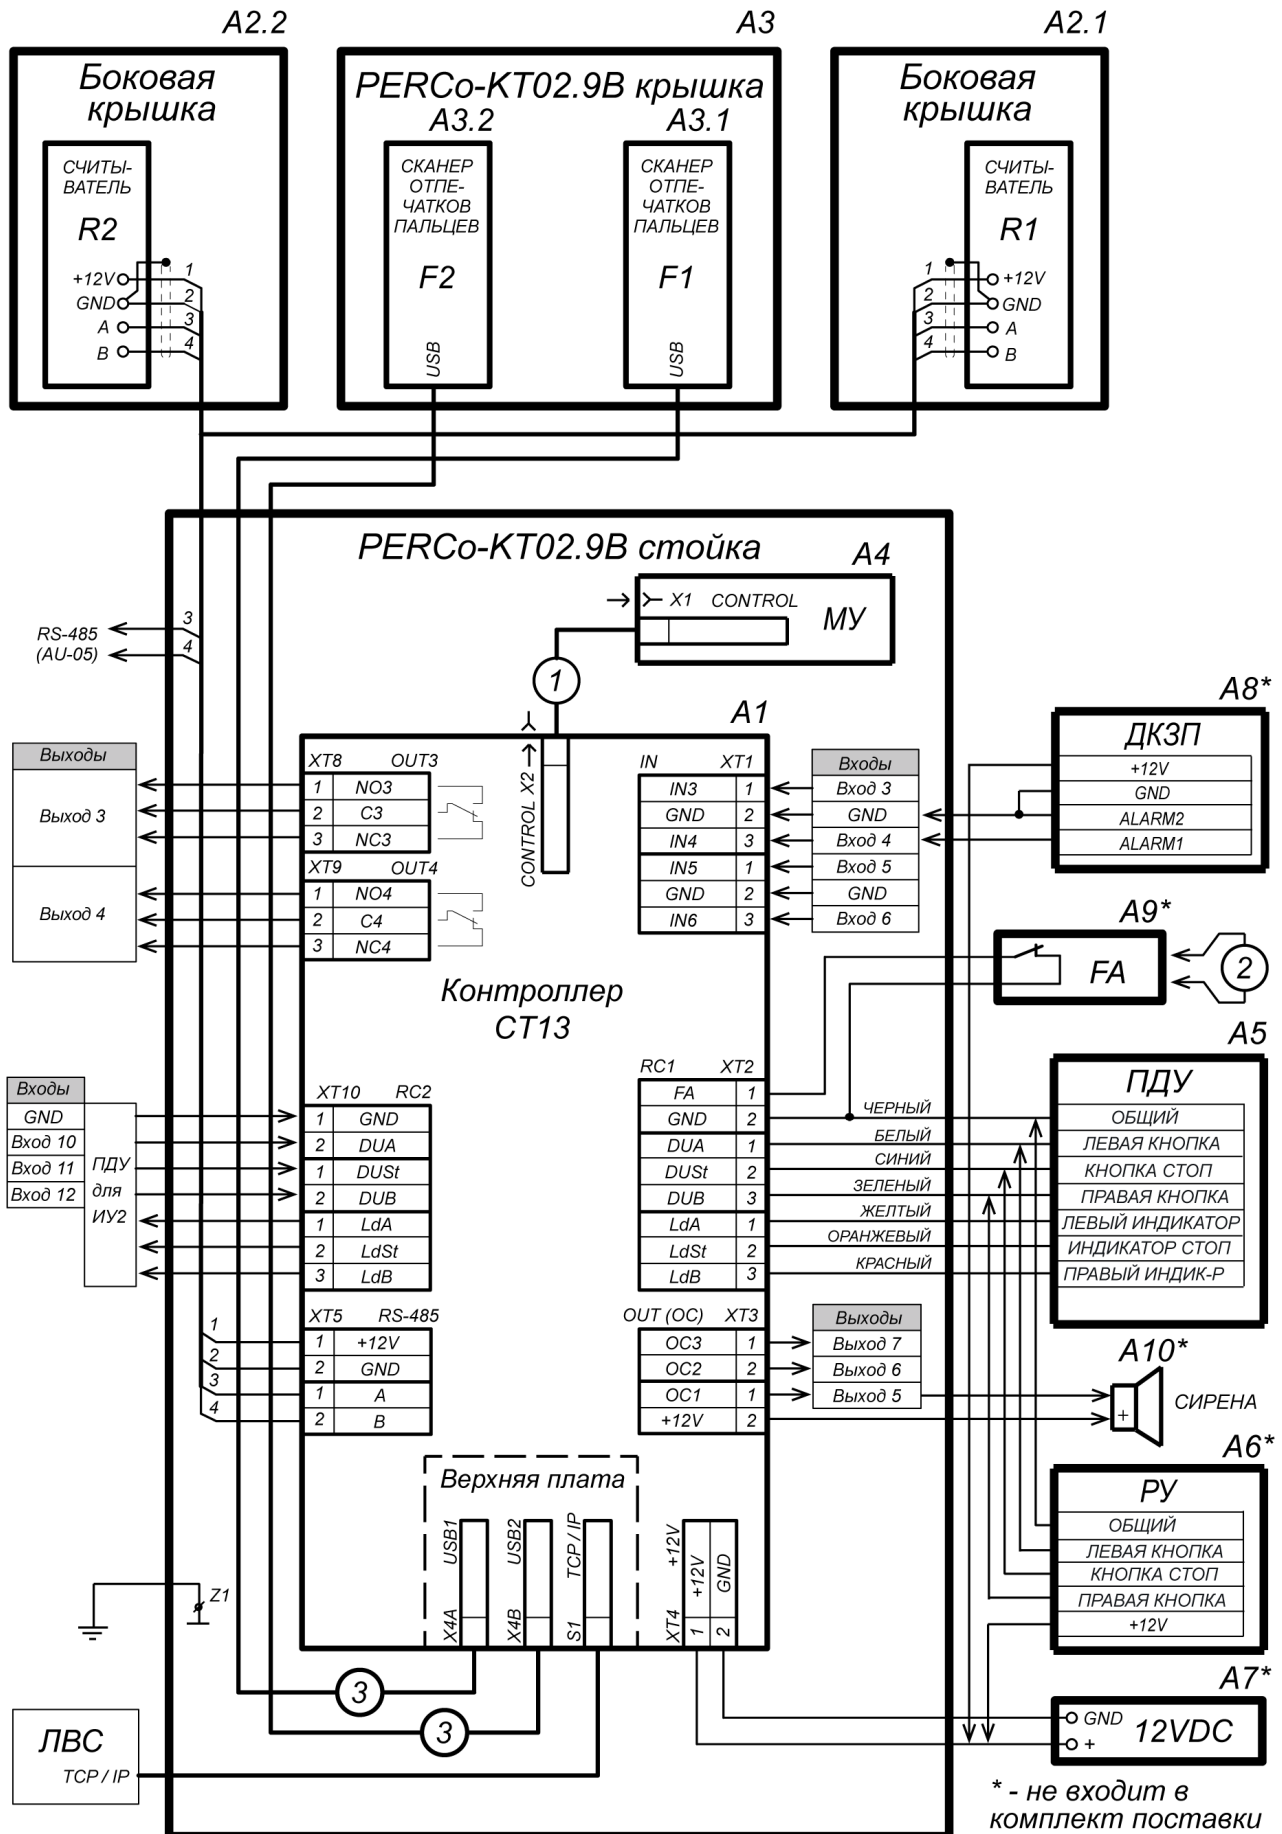 A2.2
A3
A2.1
Боковая
крышка
СЧИТЫ-
ВАТЕЛЬ
R2
+12V
GND
A
B
1
2
3
4
PERCo-KT02.9B крышка
A3.2
A3.1
СКАНЕР
ОТПЕ-
ЧАТКОВ
ПАЛЬЦЕВ
F2
USB
СКАНЕР
ОТПЕ-
ЧАТКОВ
ПАЛЬЦЕВ
F1
USB
Боковая
крышка
СЧИТЫ-
ВАТЕЛЬ
R1
1
2
3
4
+12V
GND
A
B
PERCo-KT02.9B стойка
A4
X1 CONTROL
МУ
1
RS-485
(AU-05)
3
4
A1
CONTROL X2
Выходы
Выход 3
Выход 4
XT8 OUT3
1 NO3
2 C3
3 NC3
XT9 OUT4
1 NO4
2 C4
3 NC4
IN XT1
IN3 1
GND 2
IN4 3
IN5 1
GND 2
IN6 3
Входы
Вход 3
GND
Вход 4
Вход 5
GND
Вход 6
A8*
ДКЗП
+12V
GND
ALARM2
ALARM1
A9*
FA
2
Контроллер
CT13
Входы
GND
Вход 10
Вход 11
Вход 12
ПДУ
для
ИУ2
XT10 RC2
1 GND
2 DUA
1 DUSt
2 DUB
1 LdA
2 LdSt
3 LdB
RC1 XT2
FA 1
GND 2
DUA 1
DUSt 2
DUB 3
LdA 1
LdSt 2
LdB 3
ЧЕРНЫЙ
БЕЛЫЙ
СИНИЙ
ЗЕЛЕНЫЙ
ЖЕЛТЫЙ
ОРАНЖЕВЫЙ
КРАСНЫЙ
A5
ПДУ
ОБЩИЙ
ЛЕВАЯ КНОПКА
КНОПКА СТОП
ПРАВАЯ КНОПКА
ЛЕВЫЙ ИНДИКАТОР
ИНДИКАТОР СТОП
ПРАВЫЙ ИНДИК-Р
1
2
3
4
XT5 RS-485
1 +12V
2 GND
1 A
2 B
OUT (OC) XT3
OC3 1
OC2 2
OC1 1
+12V 2
Выходы
Выход 7
Выход 6
Выход 5
A10*
+
СИРЕНА
A6*
РУ
ОБЩИЙ
ЛЕВАЯ КНОПКА
КНОПКА СТОП
ПРАВАЯ КНОПКА
+12V
Верхняя плата
X4A USB1
X4B USB2
S1 TCP / IP
XT4 +12V
1 +12V
2 GND
Z1
3
3
ЛВС
TCP / IP
A7*
GND
+
12VDC
* - не входит в
комплект поставки